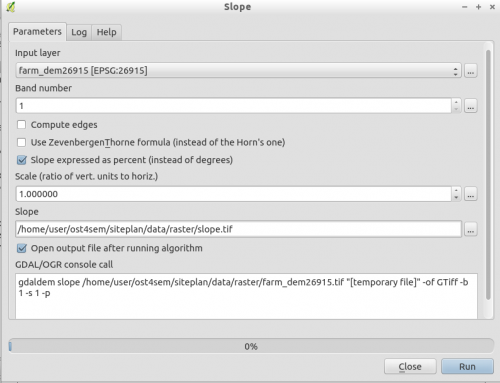 Slope
Parameters Log Help
Input layer
farm_dem26915 [EPSG:26915]
...
Band number
1
...
Compute edges
Use ZevenbergenThorne formula (instead of the Horn's one)
Slope expressed as percent (instead of degrees)
Scale (ratio of vert. units to horiz.)
1.000000
...
Slope
/home/user/ost4sem/siteplan/data/raster/slope.tif
...
Open output file after running algorithm
GDAL/OGR console call
gdaldem slope /home/user/ost4sem/siteplan/data/raster/farm_dem26915.tif "[temporary file]" -of GTiff -b
1 -s 1 -p
0%
Close Run